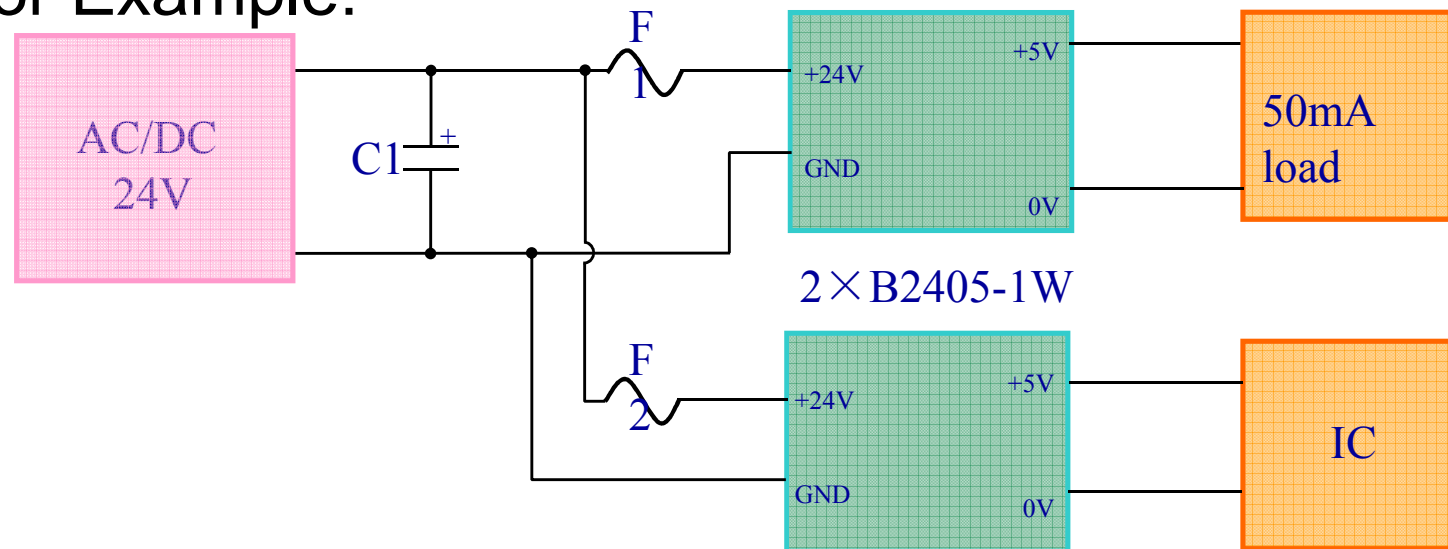 or Example:
AC/DC
24V
C1
+
F
1
+24V
GND
+5V
0V
50mA
load
2×B2405-1W
F
2
+24V
GND
+5V
0V
IC